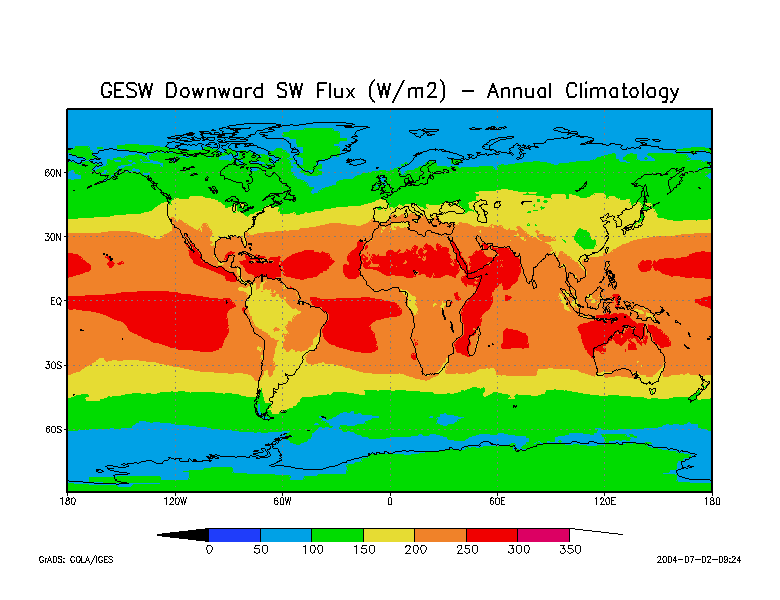 GESW Downward SW Flux (W/m2) – Annual Climatology
60N
30N
EQ
30S
60S
180 120W 60W 0 60E 120E 180
0 50 100 150 200 250 300 350
GrADS: COLA/IGES 2004-07-02-09:24